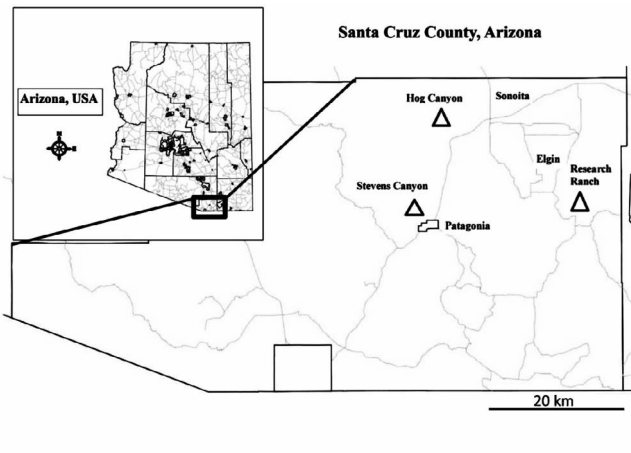 Santa Cruz County, Arizona
Arizona, USA
N
Hog Canyon
Sonoita
Elgin
Research
Ranch
Stevens Canyon
Patagonia
20 km